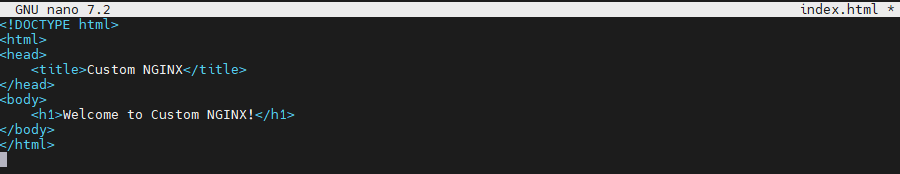 GNU nano 7.2 index.html *
<!DOCTYPE html>
<html>
<head>
    <title>Custom NGINX</title>
</head>
<body>
    <h1>Welcome to Custom NGINX!</h1>
</body>
</html>